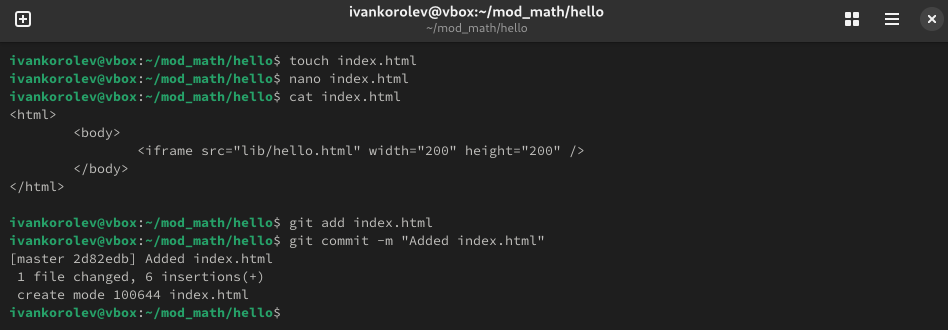 ivankorolev@vbox:~/mod_math/hello
~/mod_math/hello
ivankorolev@vbox:~/mod_math/hello$ touch index.html
ivankorolev@vbox:~/mod_math/hello$ nano index.html
ivankorolev@vbox:~/mod_math/hello$ cat index.html
<html>
        <body>
                <iframe src="lib/hello.html" width="200" height="200" />
        </body>
</html>

ivankorolev@vbox:~/mod_math/hello$ git add index.html
ivankorolev@vbox:~/mod_math/hello$ git commit -m "Added index.html"
[master 2d82edb] Added index.html
 1 file changed, 6 insertions(+)
 create mode 100644 index.html
ivankorolev@vbox:~/mod_math/hello$